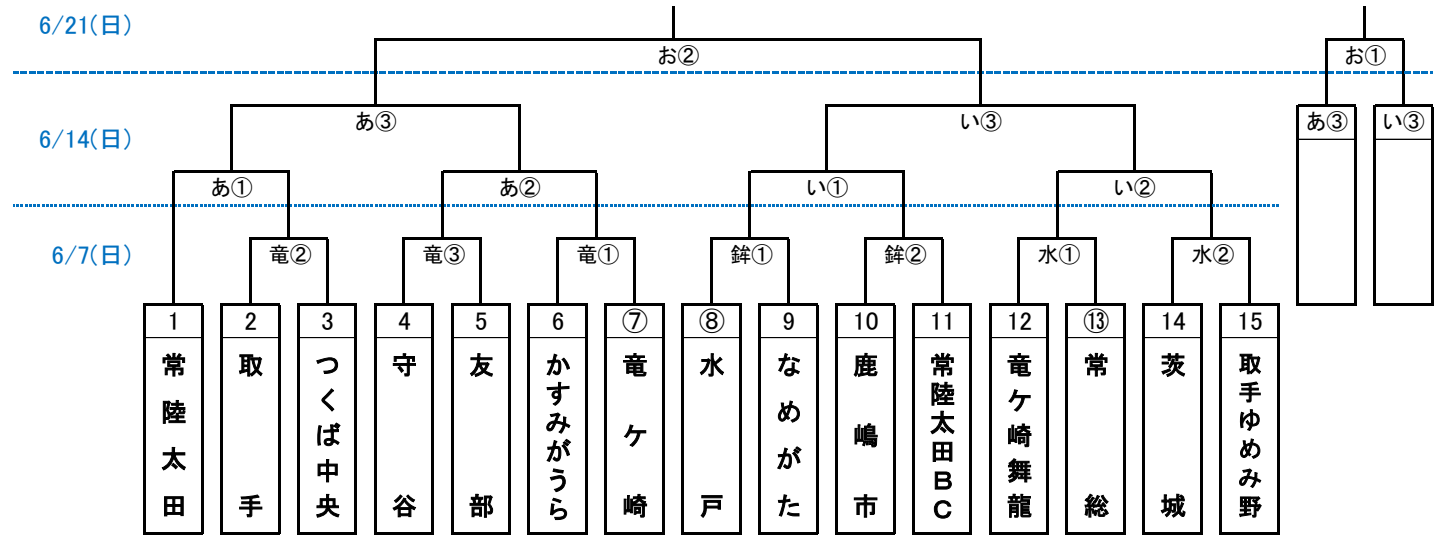 6/21(日)
お② お①
あ③ い③ あ③ い③
6/14(日)
あ① あ② い① い②
6/7(日)
竜② 竜③ 竜① 鉾① 鉾② 水① 水②
1 2 3 4 5 6 ⑦ ⑧ 9 10 11 12 ⑬ 14 15
常陸太田
取手
つくば中央
守谷
友部
かすみがうら
竜ケ崎
水戸
なめがた
鹿嶋市
常陸太田BC
竜ケ崎舞龍
常総
茨城
取手ゆめみ野